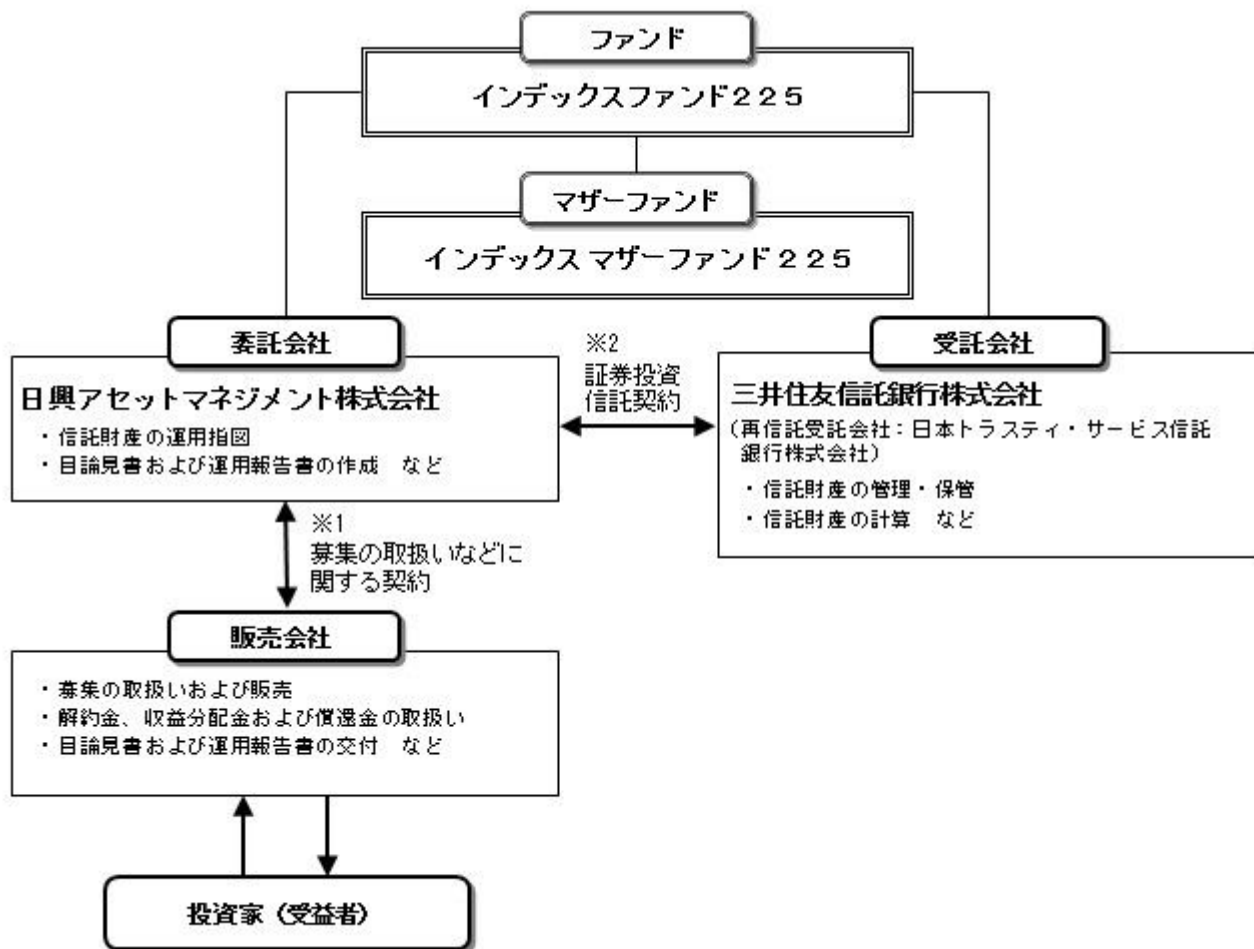 ファンド
インデックスファンド２２５
マザーファンド
インデックス マザーファンド２２５
委託会社
日興アセットマネジメント株式会社
・信託財産の運用指図
・目論見書および運用報告書の作成　など
※2
証券投資
信託契約
受託会社
三井住友信託銀行株式会社
（再信託受託会社：日本トラスティ・サービス信託
銀行株式会社）
・信託財産の管理・保管
・信託財産の計算　など
※1
募集の取扱いなどに
関する契約
販売会社
・募集の取扱いおよび販売
・解約金、収益分配金および償還金の取扱い
・目論見書および運用報告書の交付　など
投資家（受益者）